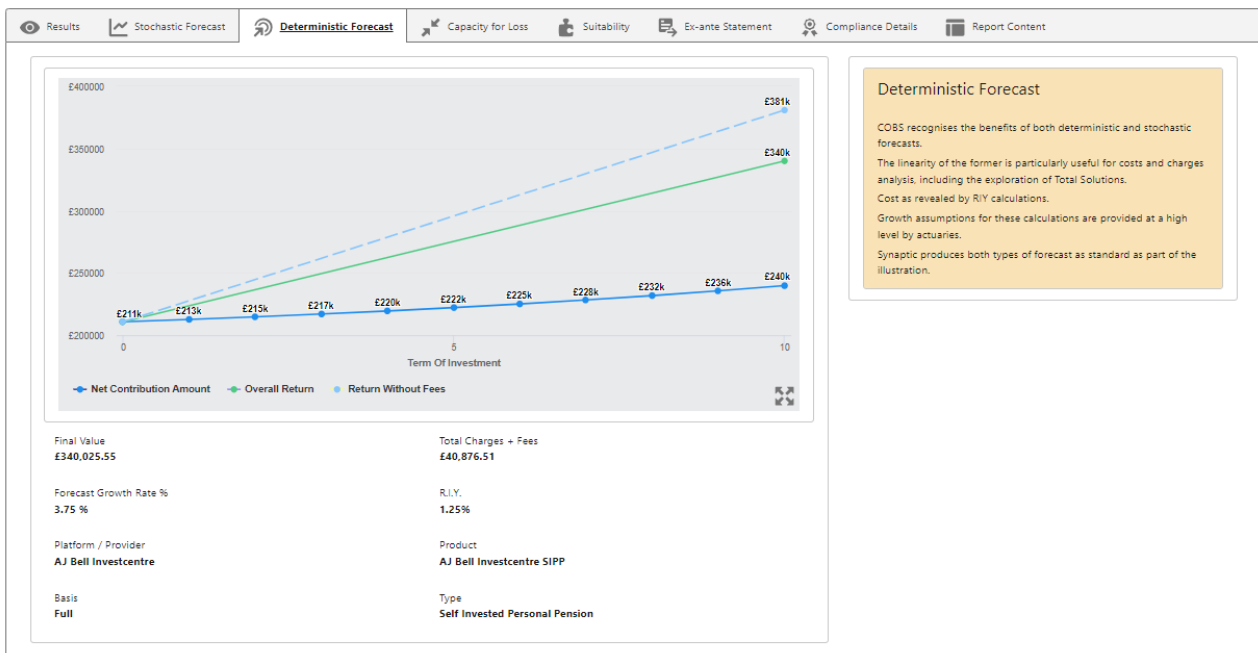 Results
Stochastic Forecast
Deterministic Forecast
Capacity for Loss
Suitability
Ex-ante Statement
Compliance Details
Report Content
£400000
£350000
£300000
£250000
£200000
£381k
£340k
£211k
£213k
£215k
£217k
£220k
£222k
£225k
£228k
£232k
£236k
£240k
0
5
10
Term Of Investment
Net Contribution Amount
Overall Return
Return Without Fees
Final Value
£340,025.55
Total Charges + Fees
£40,876.51
Forecast Growth Rate %
3.75 %
R.I.Y.
1.25%
Platform / Provider
AJ Bell Investcentre
Product
AJ Bell Investcentre SIPP
Basis
Full
Type
Self Invested Personal Pension
Deterministic Forecast
COBS recognises the benefits of both deterministic and stochastic
forecasts.
The linearity of the former is particularly useful for costs and charges
analysis, including the exploration of Total Solutions.
Cost as revealed by RIY calculations.
Growth assumptions for these calculations are provided at a high
level by actuaries.
Synaptic produces both types of forecast as standard as part of the
illustration.